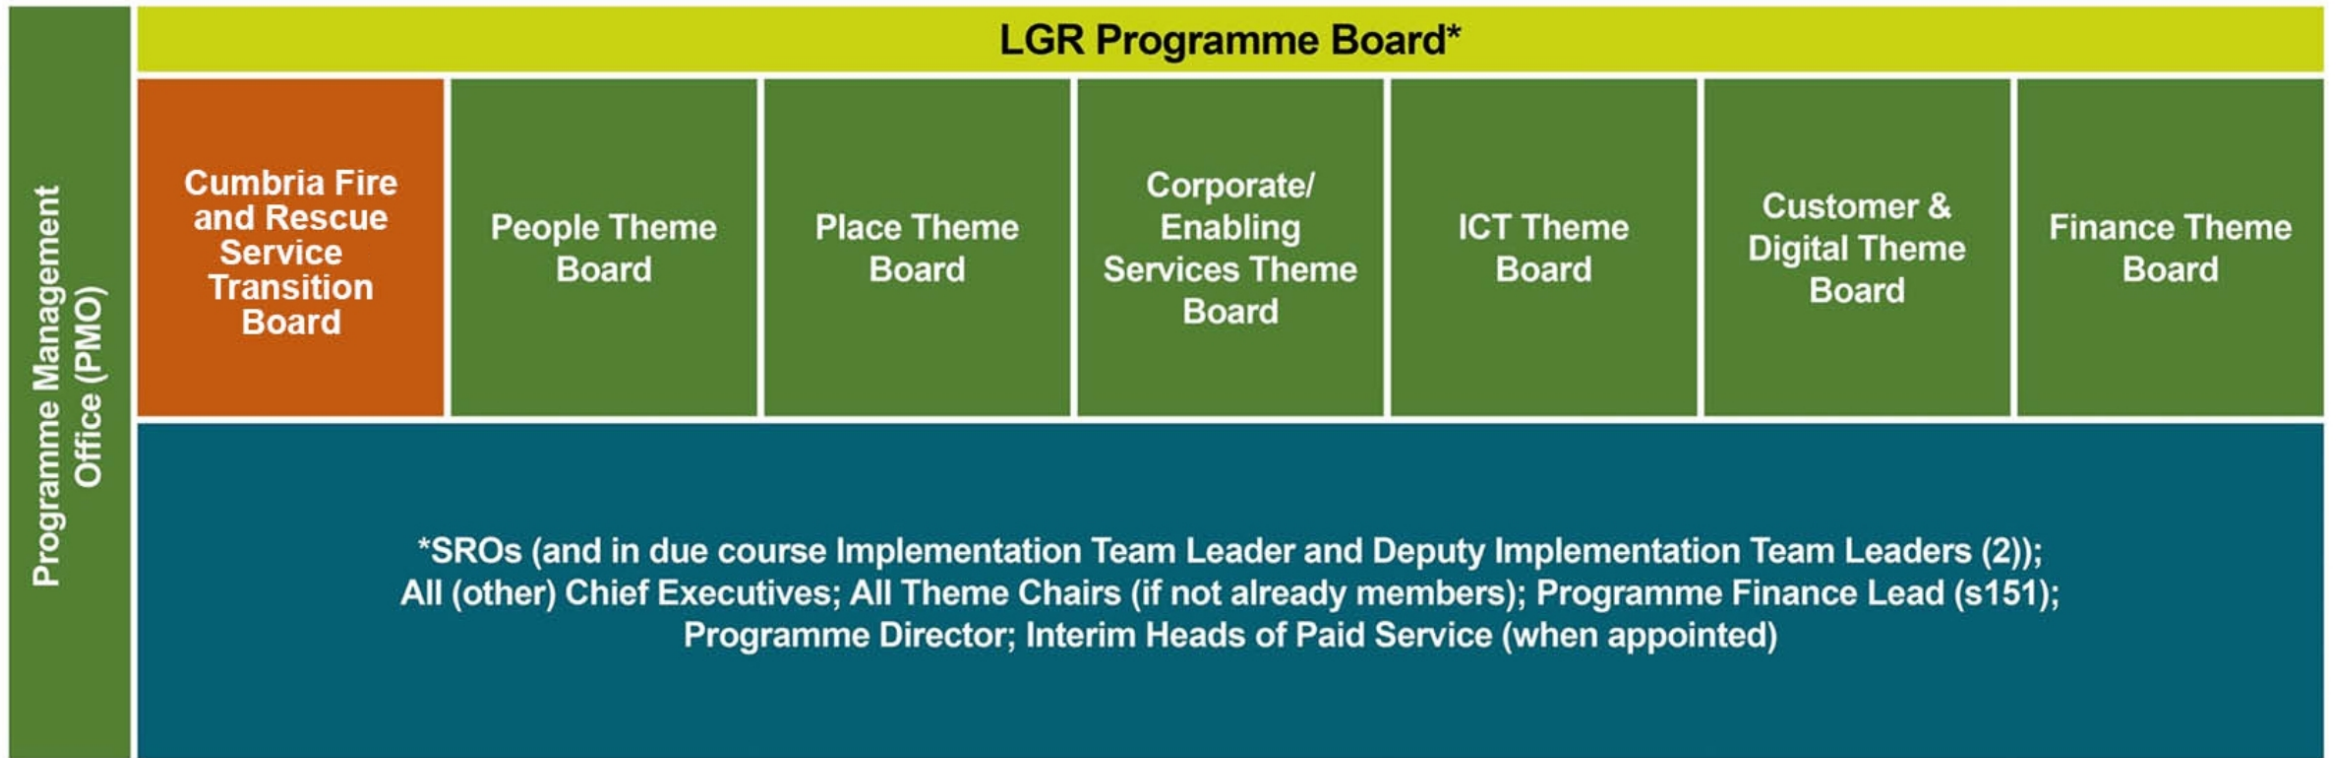 Programme Management
Office (PMO)
LGR Programme Board*
Cumbria Fire
and Rescue
Service
Transition
Board
People Theme
Board
Place Theme
Board
Corporate/
Enabling
Services Theme
Board
ICT Theme
Board
Customer &
Digital Theme
Board
Finance Theme
Board
*SROs (and in due course Implementation Team Leader and Deputy Implementation Team Leaders (2));
All (other) Chief Executives; All Theme Chairs (if not already members); Programme Finance Lead (s151);
Programme Director; Interim Heads of Paid Service (when appointed)